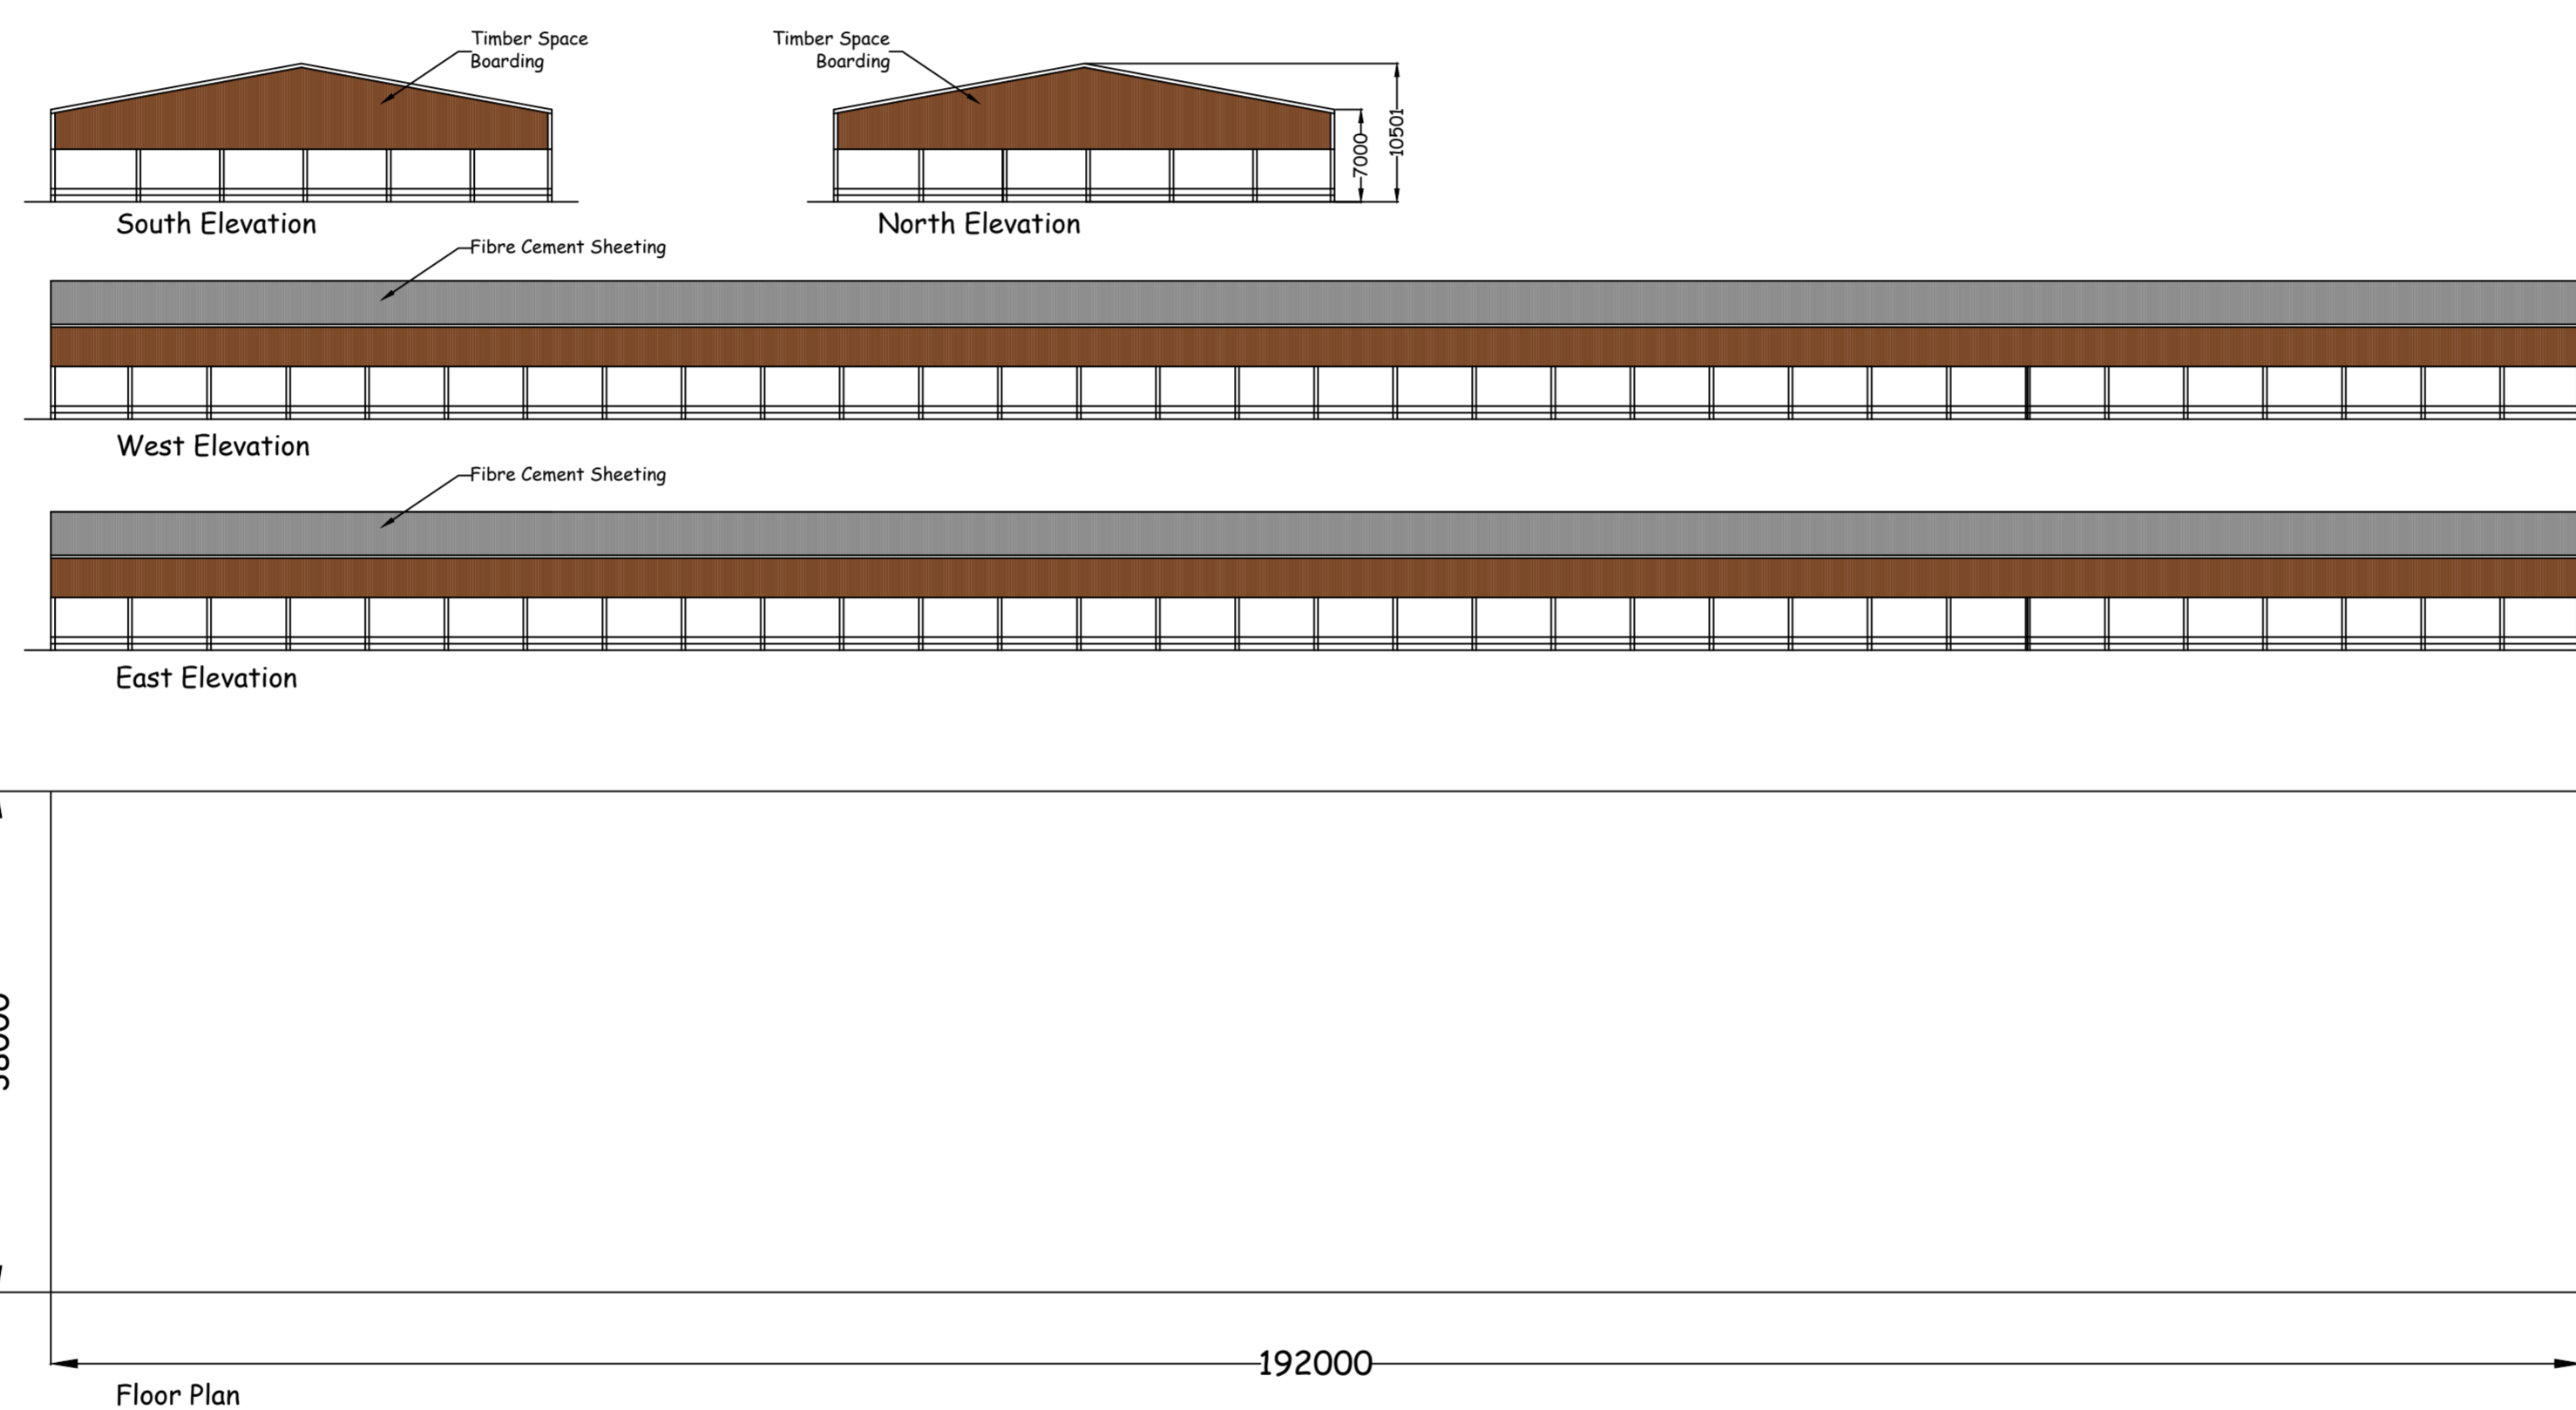 Timber Space
Boarding
Timber Space
Boarding
7000
10501
South Elevation
North Elevation
Fibre Cement Sheeting
West Elevation
Fibre Cement Sheeting
East Elevation
192000
Floor Plan